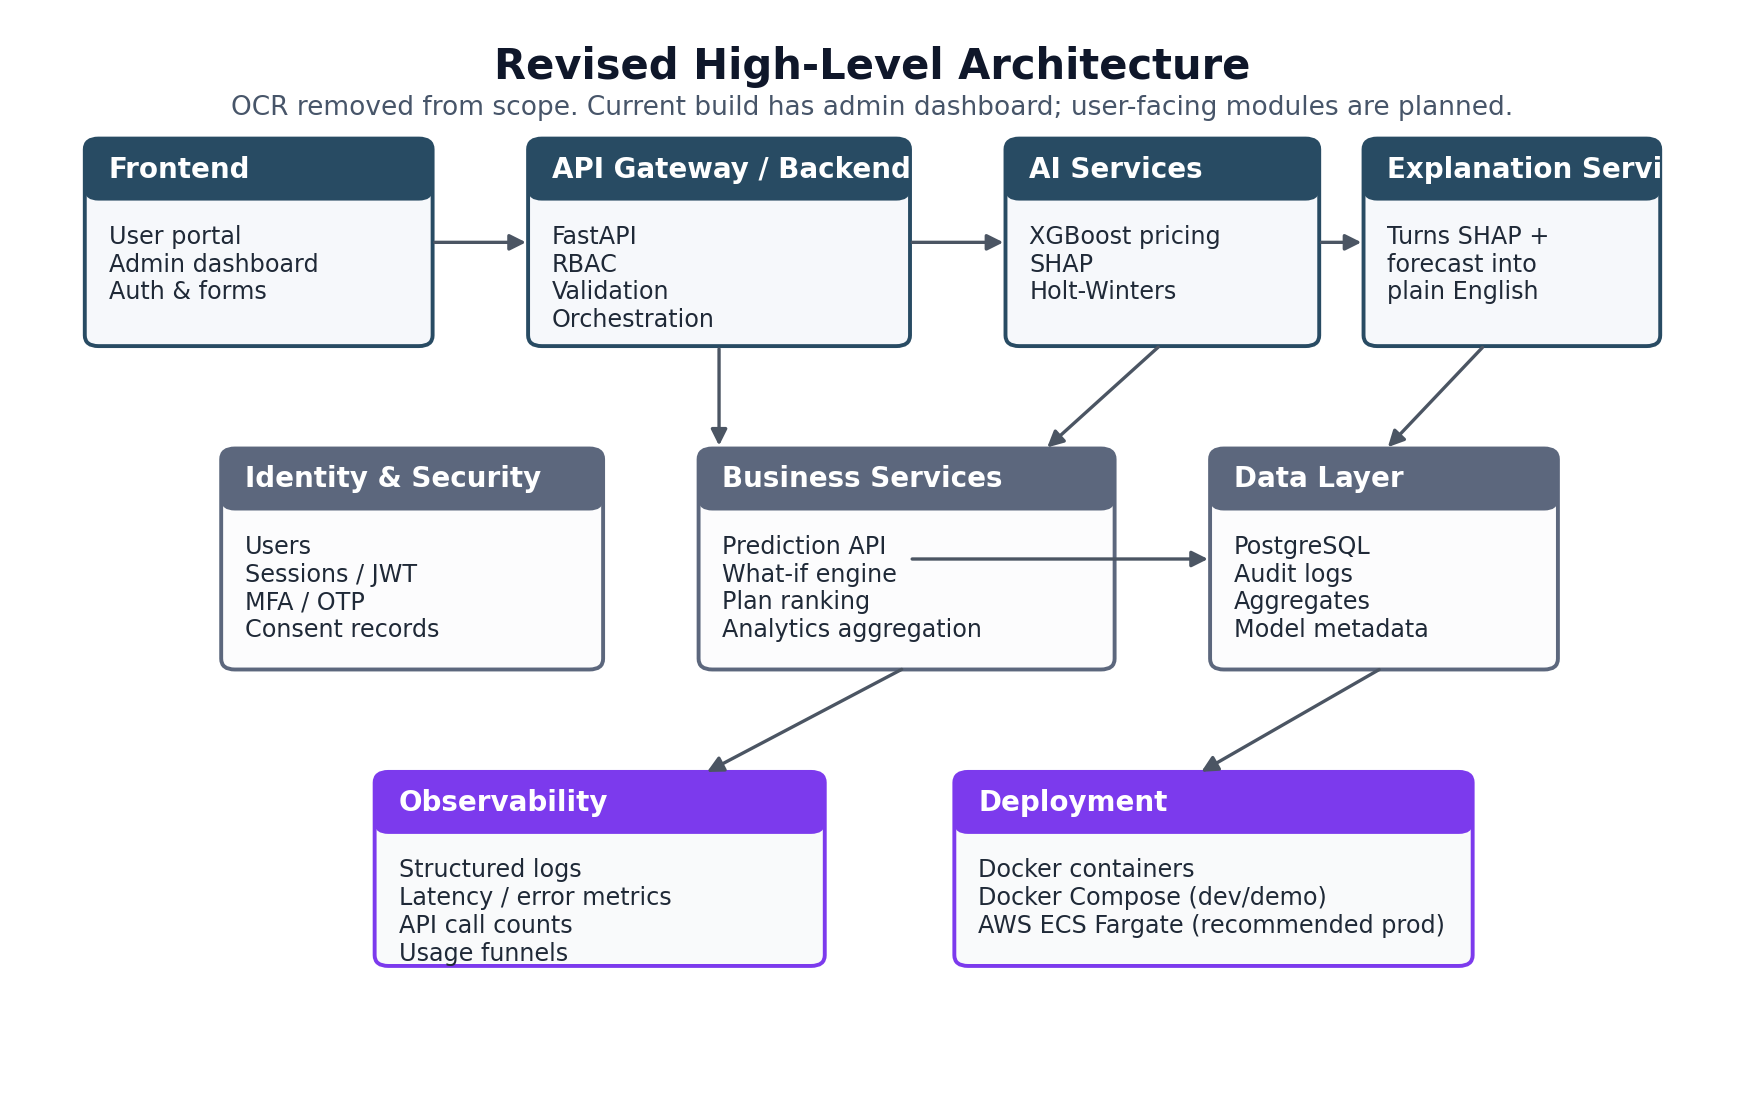 Revised High-Level Architecture
OCR removed from scope. Current build has admin dashboard; user-facing modules are planned.
Frontend
User portal
Admin dashboard
Auth & forms
API Gateway / Backend
FastAPI
RBAC
Validation
Orchestration
AI Services
XGBoost pricing
SHAP
Holt-Winters
Explanation Servi
Turns SHAP +
forecast into
plain English
Identity & Security
Users
Sessions / JWT
MFA / OTP
Consent records
Business Services
Prediction API
What-if engine
Plan ranking
Analytics aggregation
Data Layer
PostgreSQL
Audit logs
Aggregates
Model metadata
Observability
Structured logs
Latency / error metrics
API call counts
Usage funnels
Deployment
Docker containers
Docker Compose (dev/demo)
AWS ECS Fargate (recommended prod)